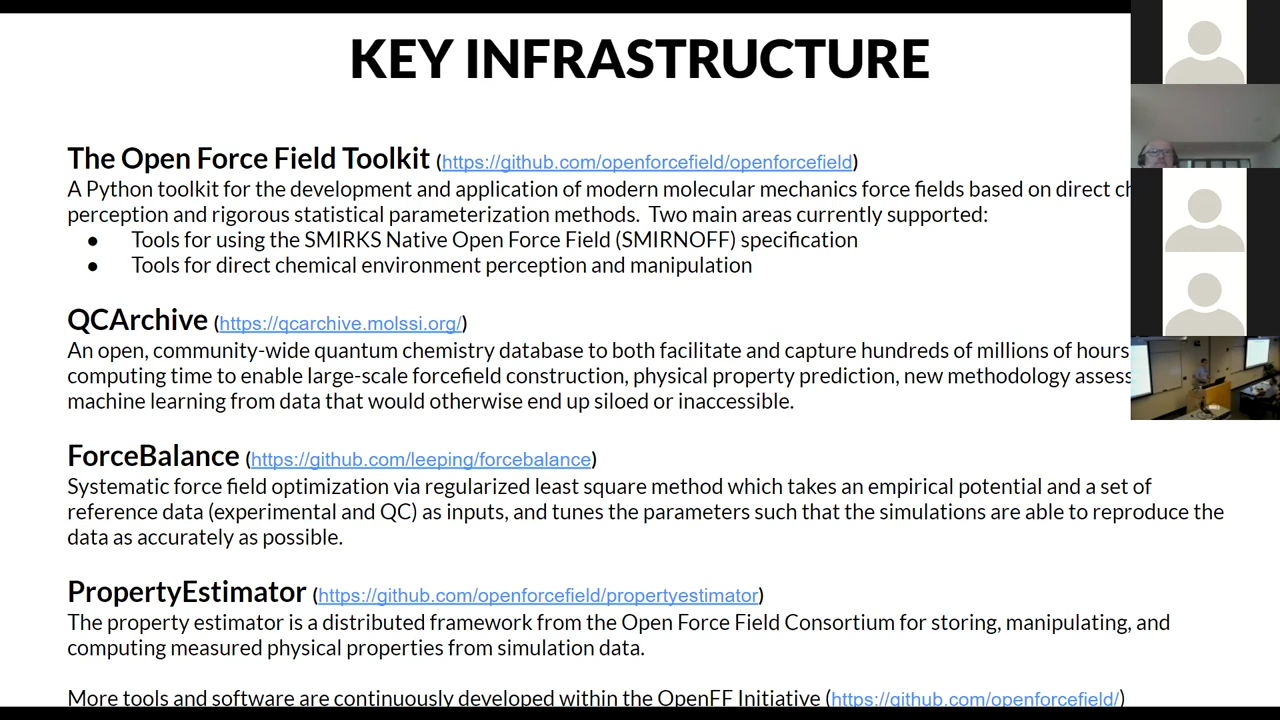 KEY INFRASTRUCTURE
The Open Force Field Toolkit (https://github.com/openforcefield/openforcefield)
A Python toolkit for the development and application of modern molecular mechanics force fields based on direct ch
perception and rigorous statistical parameterization methods. Two main areas currently supported:
● Tools for using the SMIRKS Native Open Force Field (SMIRNOFF) specification
● Tools for direct chemical environment perception and manipulation
QCArchive (https://qcarchive.molssi.org/)
An open, community-wide quantum chemistry database to both facilitate and capture hundreds of millions of hours
computing time to enable large-scale forcefield construction, physical property prediction, new methodology assess
machine learning from data that would otherwise end up siloed or inaccessible.
ForceBalance (https://github.com/leeping/forcebalance)
Systematic force field optimization via regularized least square method which takes an empirical potential and a set of
reference data (experimental and QC) as inputs, and tunes the parameters such that the simulations are able to reproduce the
data as accurately as possible.
PropertyEstimator (https://github.com/openforcefield/propertyestimator)
The property estimator is a distributed framework from the Open Force Field Consortium for storing, manipulating, and
computing measured physical properties from simulation data.
More tools and software are continuously developed within the OpenFF Initiative (https://github.com/openforcefield/)